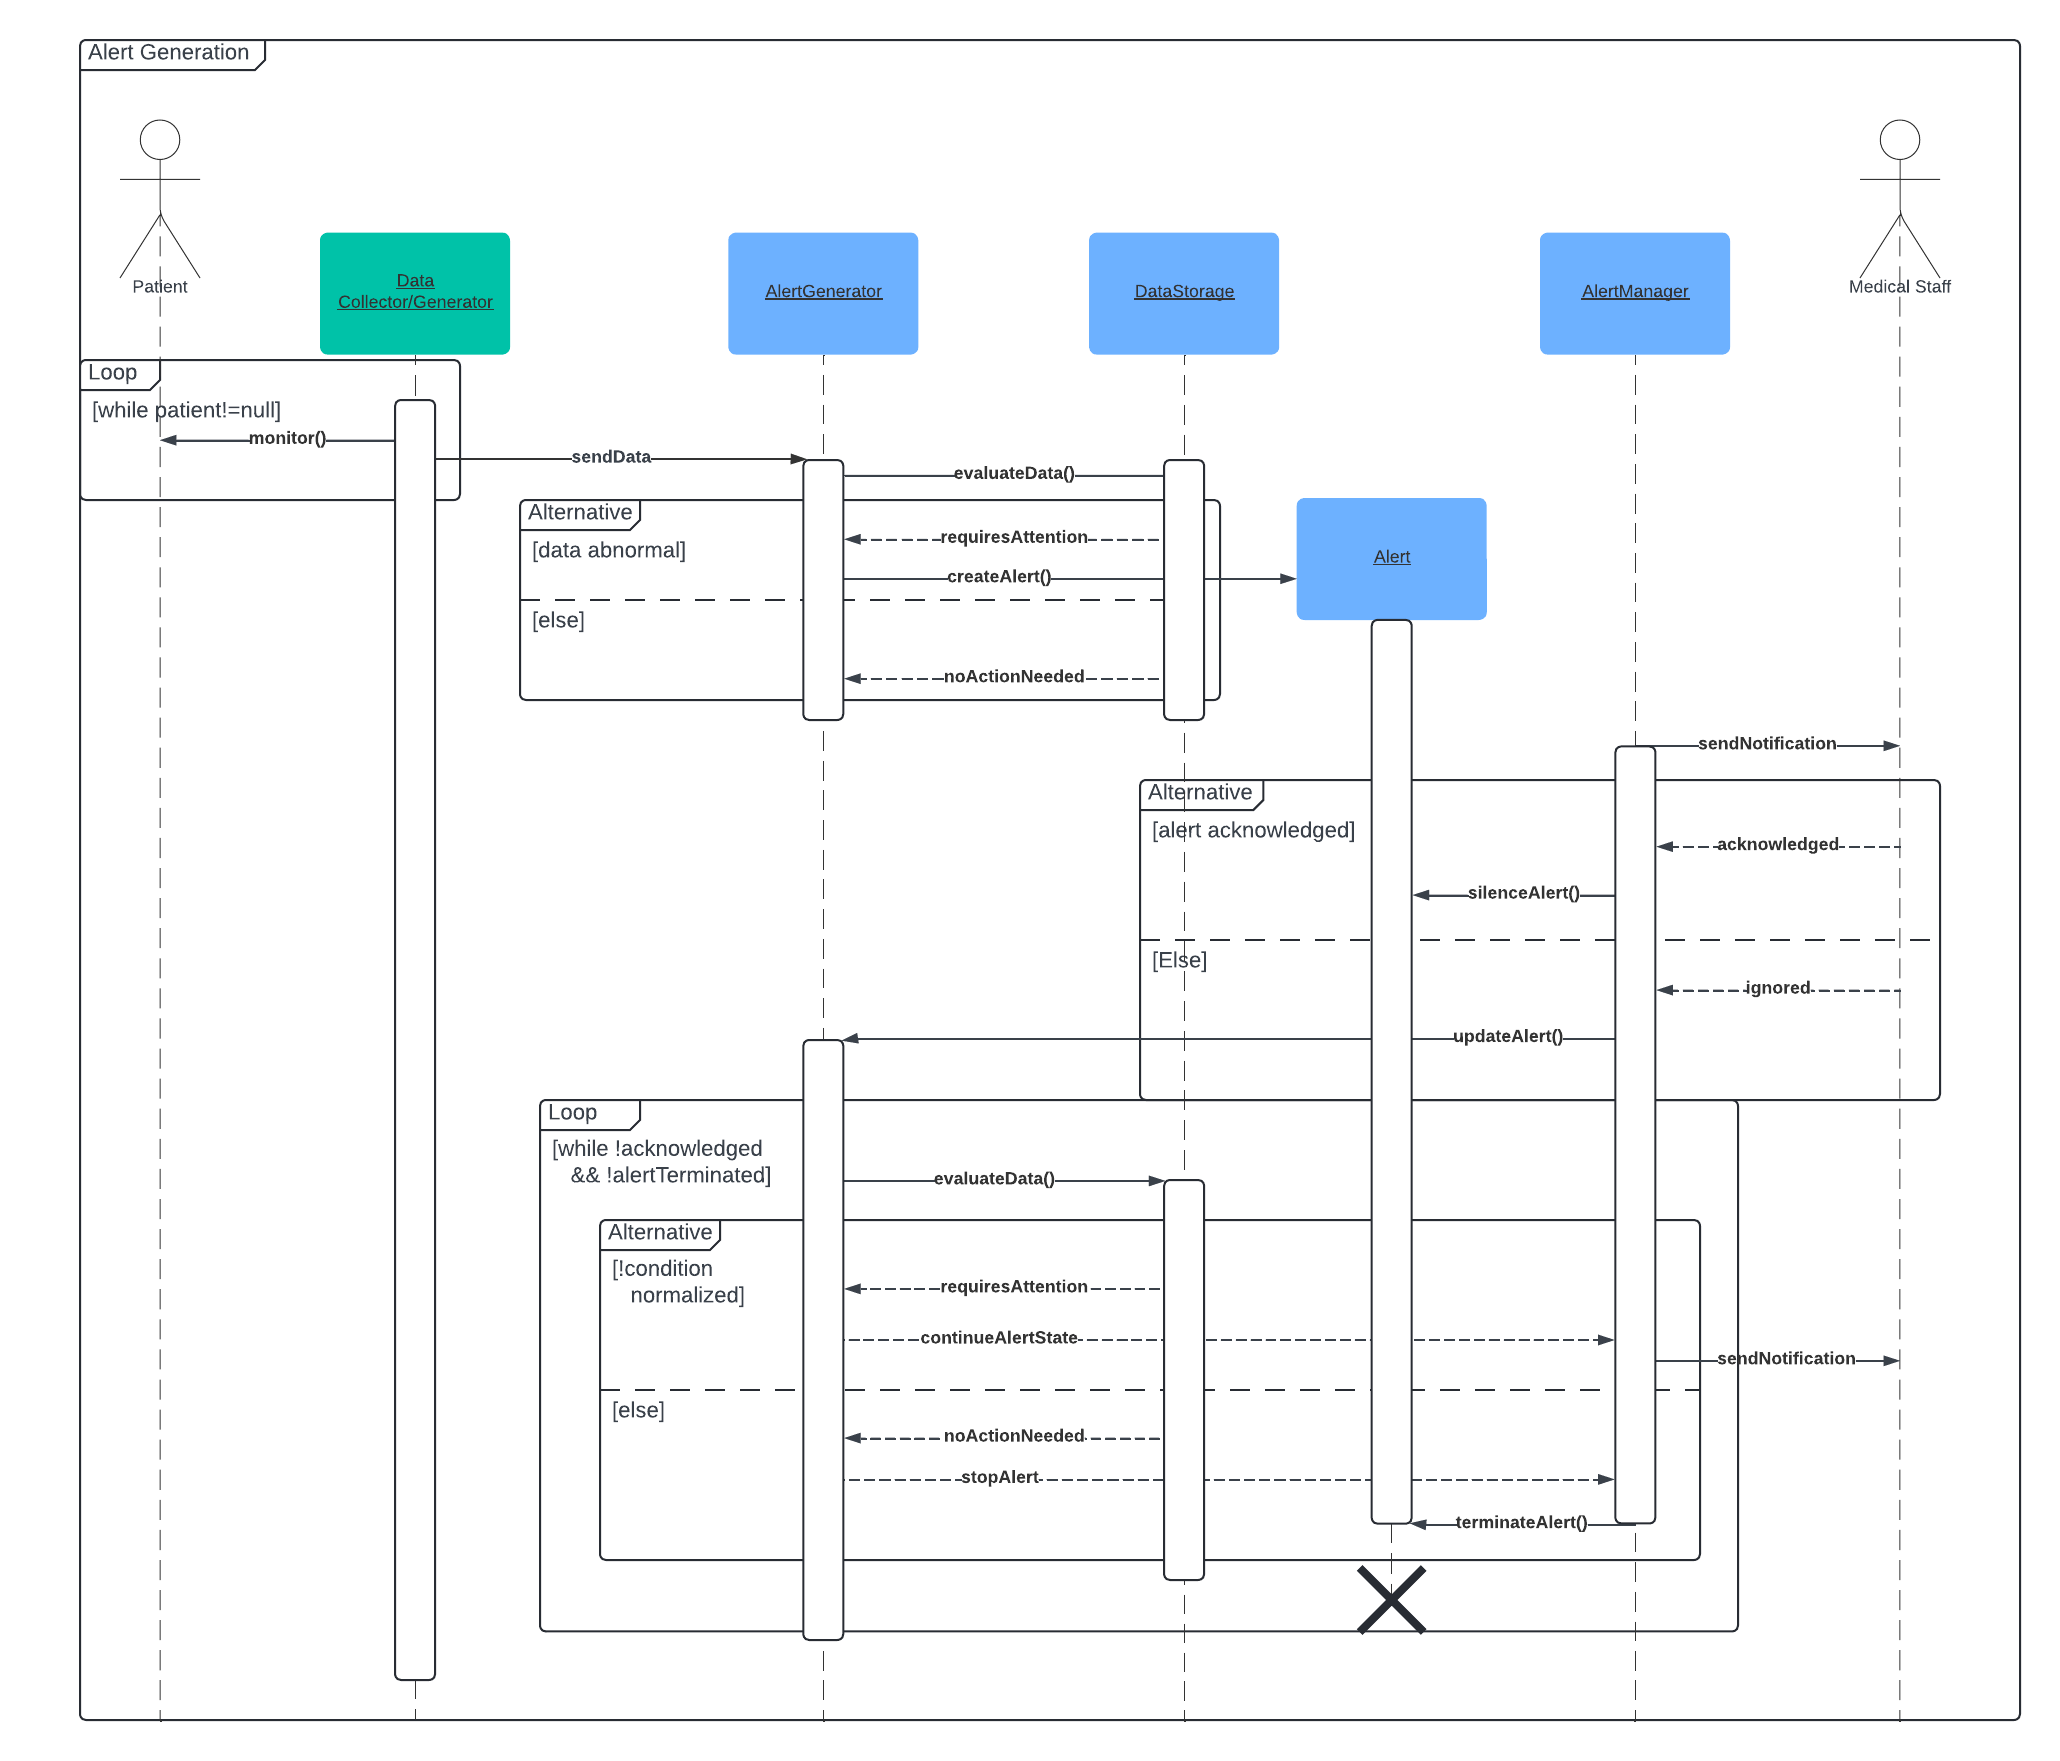 Alert Generation
Patient
Data
Collector/Generator
AlertGenerator
DataStorage
AlertManager
Medical Staff
Loop
[while patient!=null]
monitor()
sendData
evaluateData()
Alternative
[data abnormal]
requiresAttention
Alert
createAlert()
[else]
noActionNeeded
sendNotification
Alternative
[alert acknowledged]
acknowledged
silenceAlert()
[Else]
ignored
updateAlert()
Loop
[while !acknowledged
&& !alertTerminated]
evaluateData()
Alternative
[!condition
normalized]
requiresAttention
continueAlertState
sendNotification
[else]
noActionNeeded
stopAlert
terminateAlert()